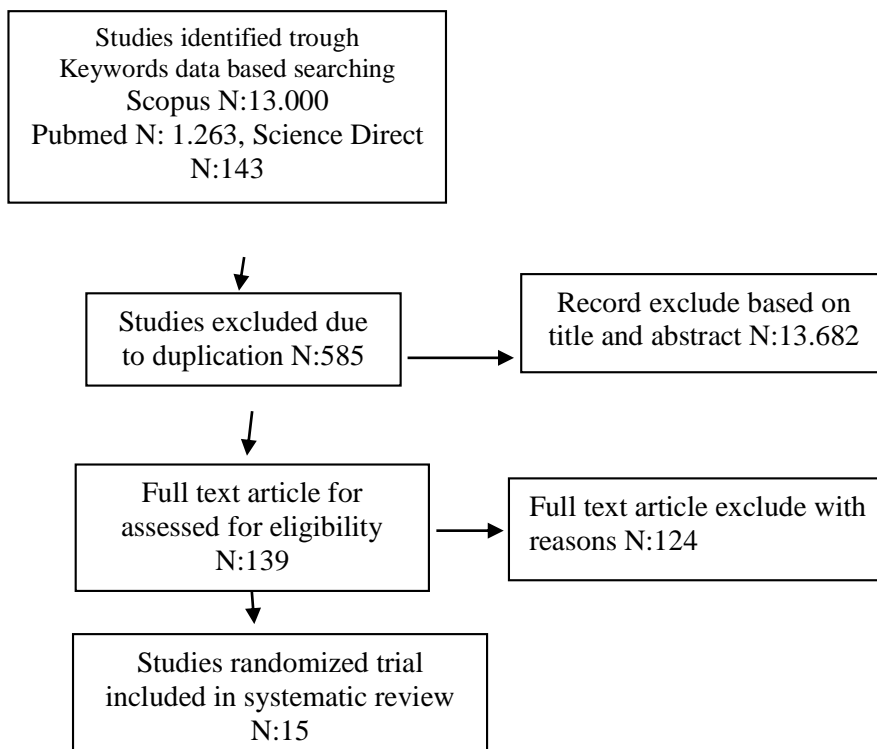 Studies identified trough
Keywords data based searching
Scopus N:13.000
Pubmed N: 1.263, Science Direct
N:143
Studies excluded due
to duplication N:585
Record exclude based on
title and abstract N:13.682
Full text article for
assessed for eligibility
N:139
Full text article exclude with
reasons N:124
Studies randomized trial
included in systematic review
N:15